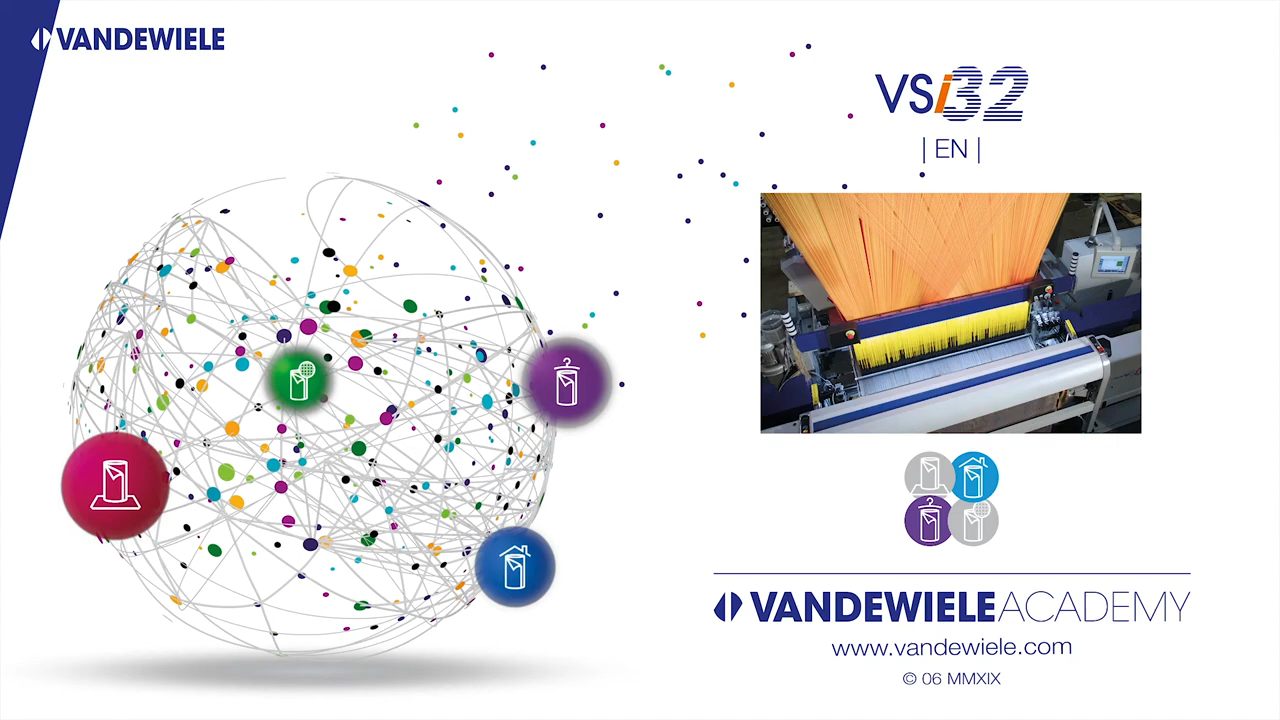 VANDEWIELE
VSi32
| EN |
VANDEWIELE ACADEMY
www.vandewiele.com
© 06 MMXIX